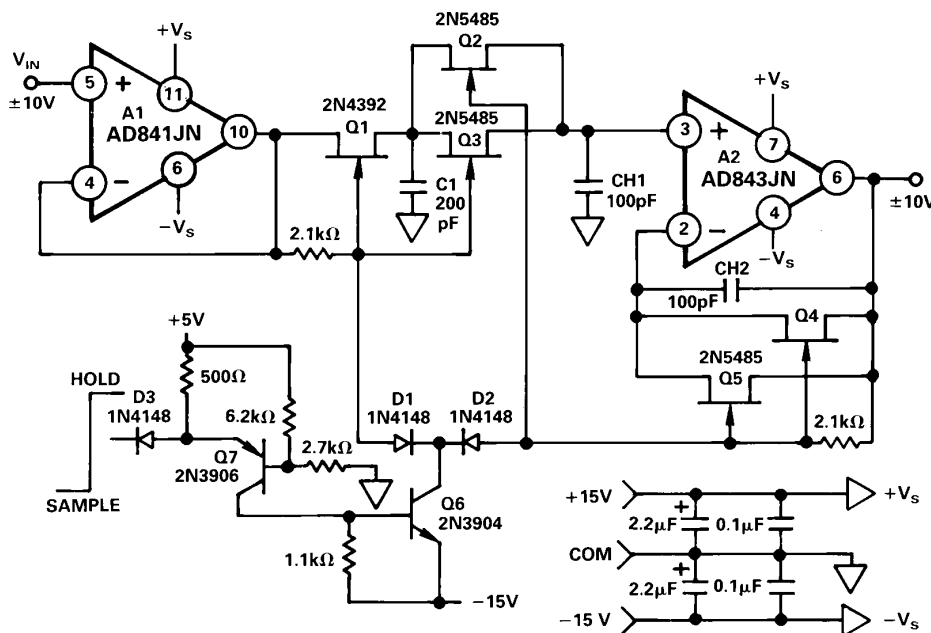 2N5485
Q2
+VS
VIN
±10V
5
+
11
A1
AD841JN
10
4
−
6
−VS
2N4392
Q1
2N5485
Q3
C1
200
pF
CH1
100pF
+VS
3
+
7
A2
AD843JN
6
±10V
2
−
4
−VS
2.1kΩ
CH2
100pF
Q4
2N5485
Q5
2.1kΩ
+5V
HOLD
500Ω
D3
1N4148
6.2kΩ
D1
1N4148
D2
1N4148
Q7
2N3906
2.7kΩ
SAMPLE
Q6
2N3904
1.1kΩ
−15V
+15V
+VS
2.2μF
0.1μF
+
COM
+
2.2μF
0.1μF
−15 V
−VS